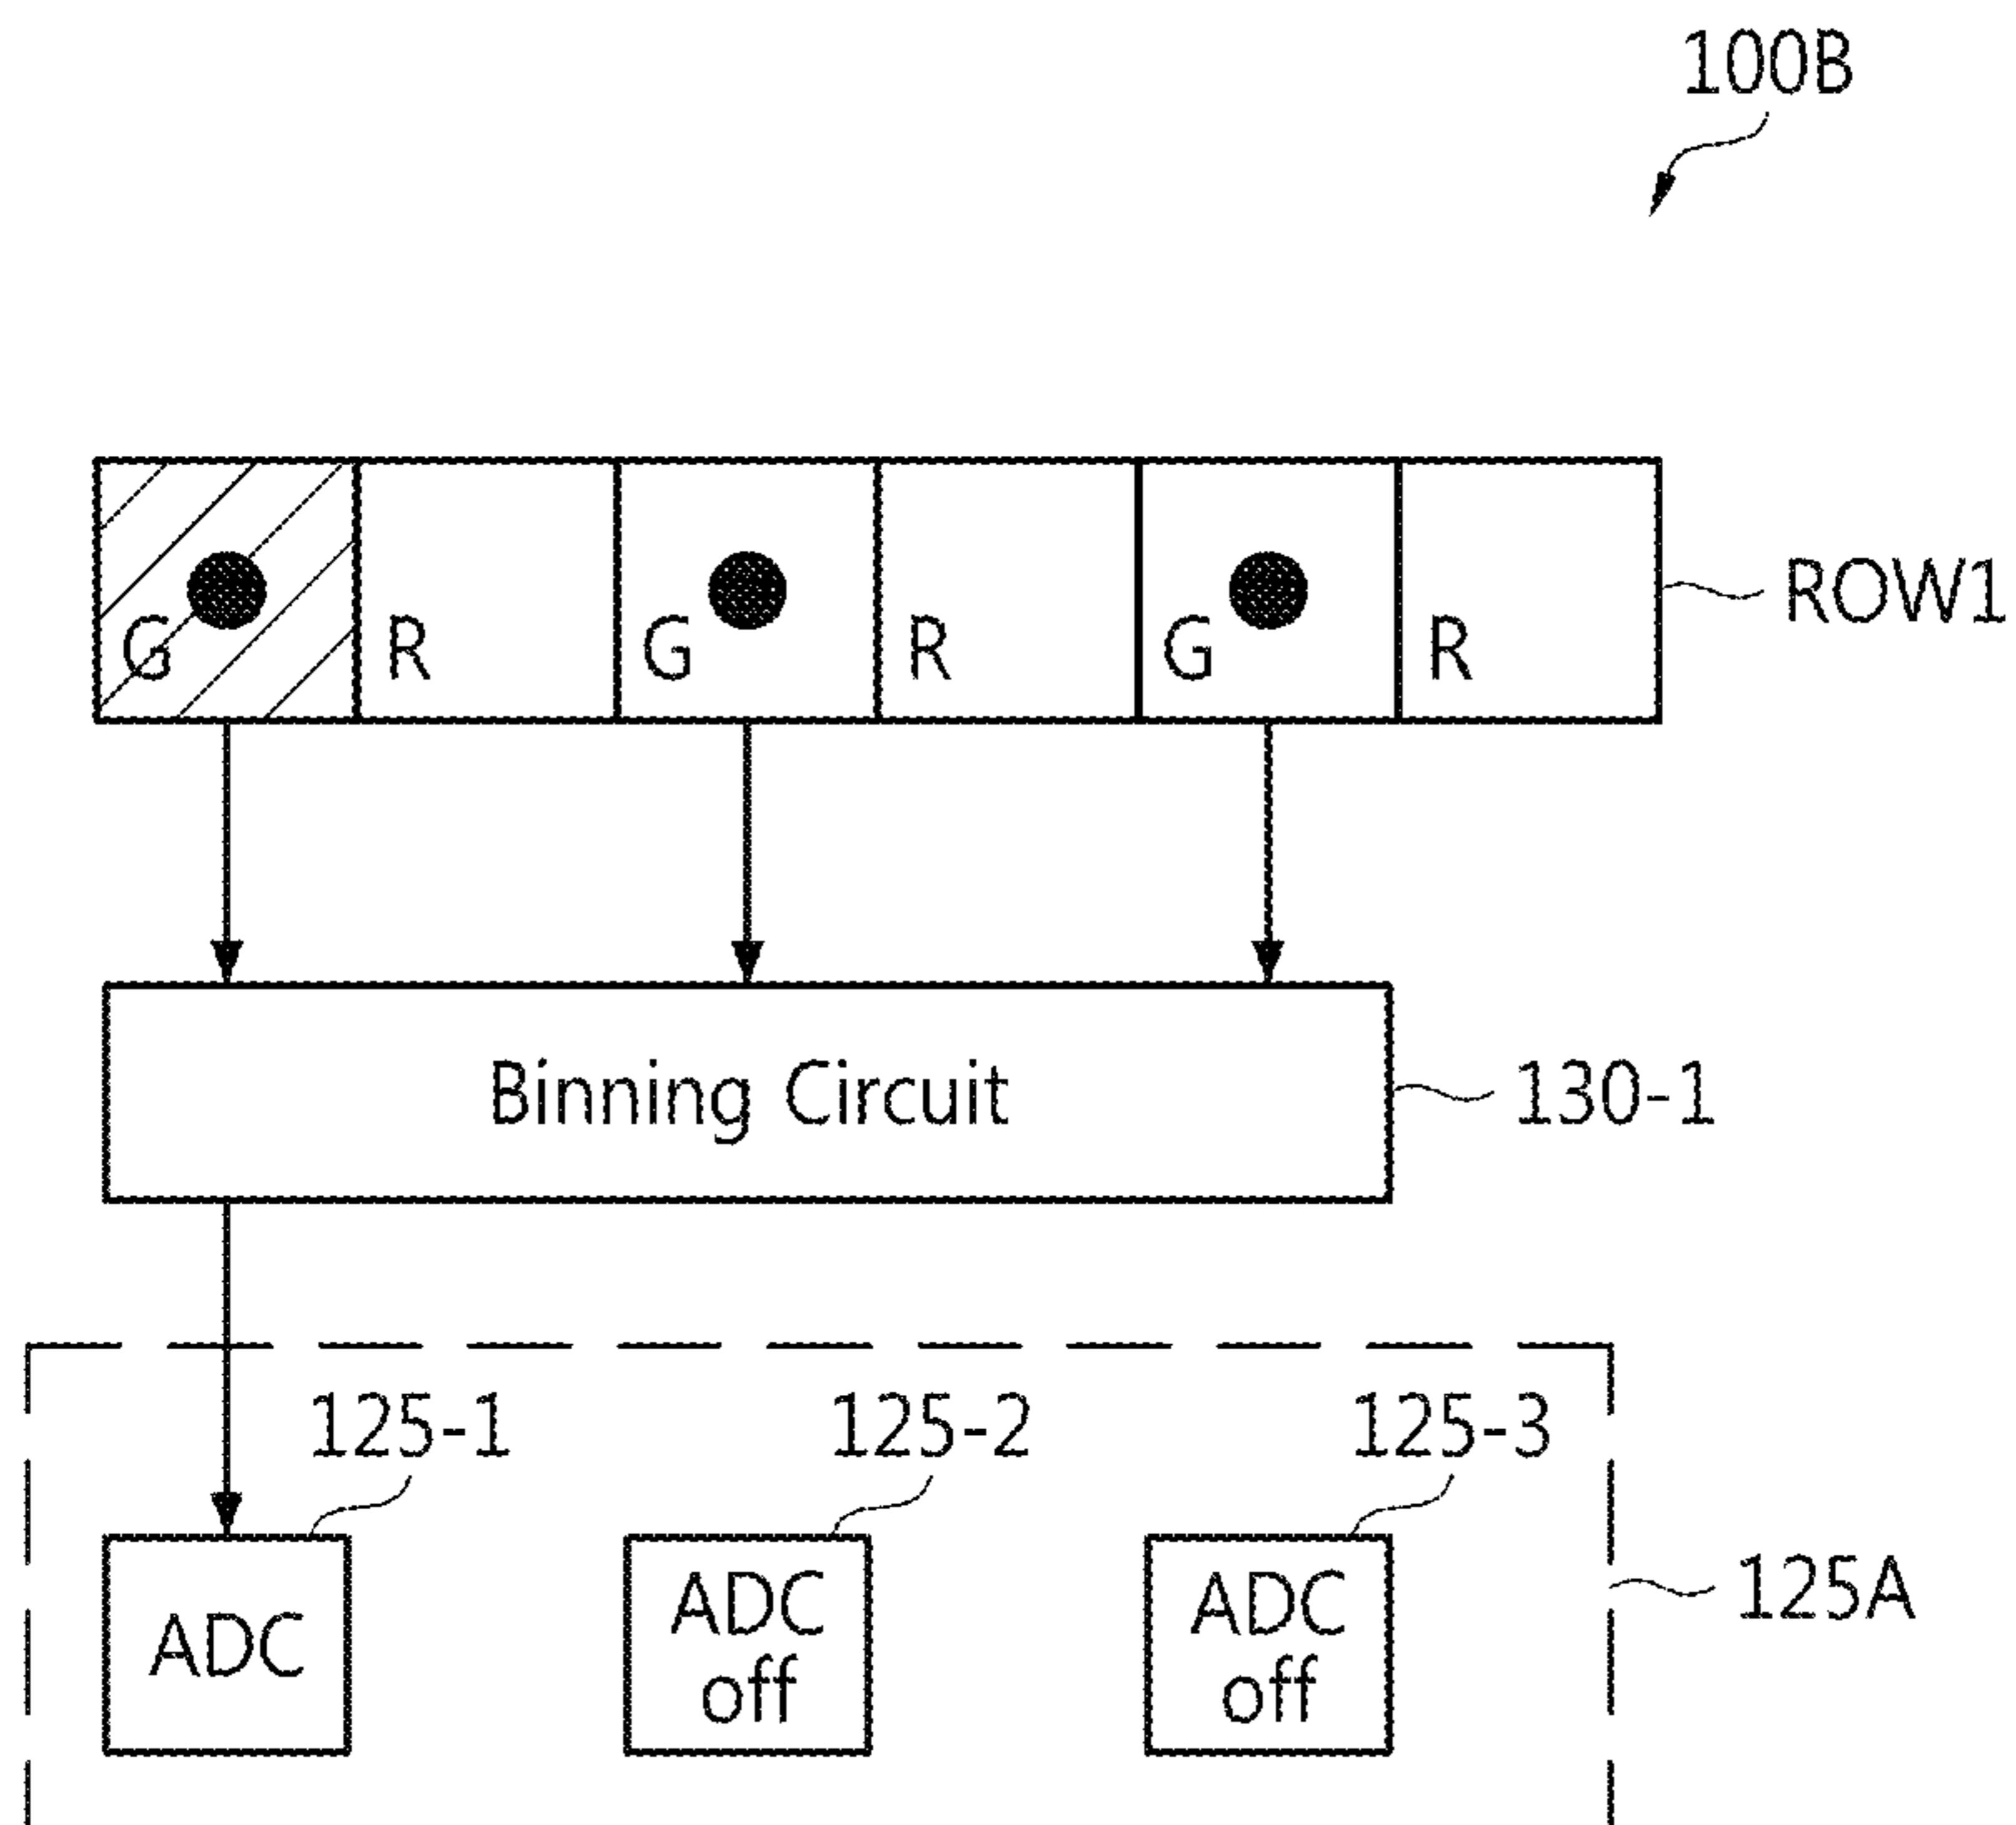 100B
G R G R G R
ROW1
Binning Circuit
130-1
125-1 125-2 125-3
ADC
ADC
off
ADC
off
125A